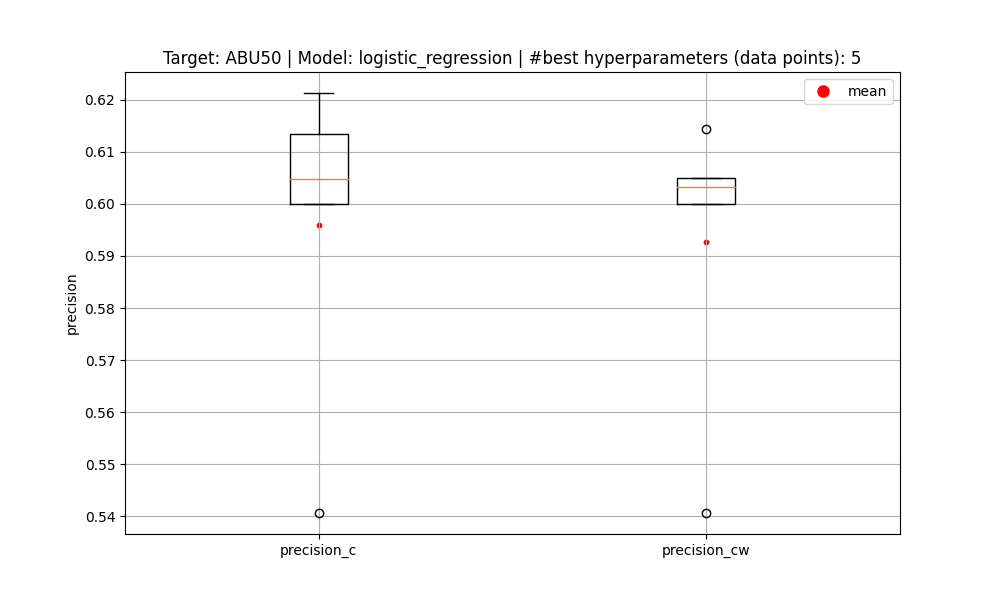 Target: ABU50 | Model: logistic_regression | #best hyperparameters (data points): 5
mean
0.62
0.61
0.60
0.59
0.58
0.57
0.56
0.55
0.54
precision
precision_c
precision_cw